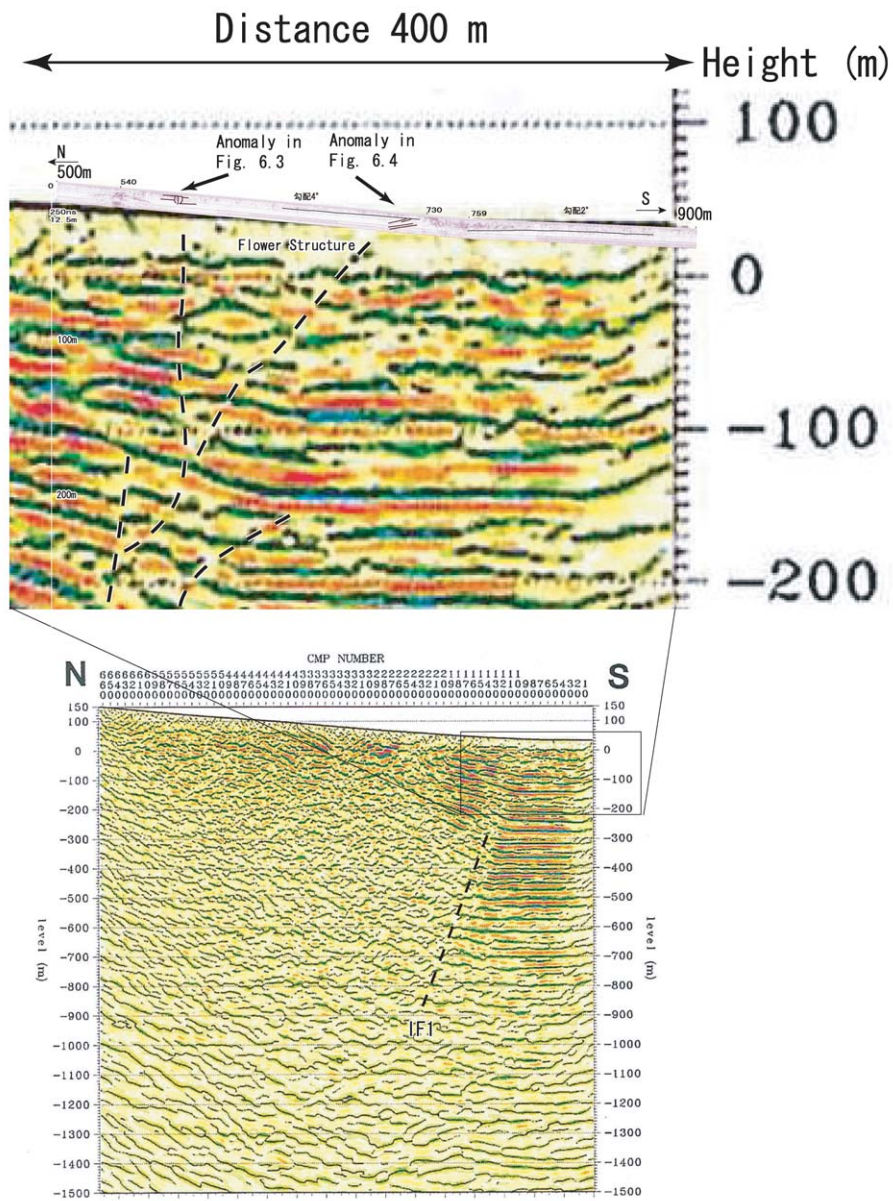 Distance 400 m
Height (m)
100
Anomaly in
Fig. 6.3
Anomaly in
Fig. 6.4
N
500m
0
540
勾配4°
730
759
勾配2°
S
900m
250ns
12.5m
Flower Structure
0
100m
-100
200m
-200
CMP NUMBER
N
S
150
100
0
-100
-200
-300
-400
-500
-600
-700
-800
-900
-1000
-1100
-1200
-1300
-1400
-1500
level (m)
IF1
150
100
0
-100
-200
-300
-400
-500
-600
-700
-800
-900
-1000
-1100
-1200
-1300
-1400
-1500
level (m)